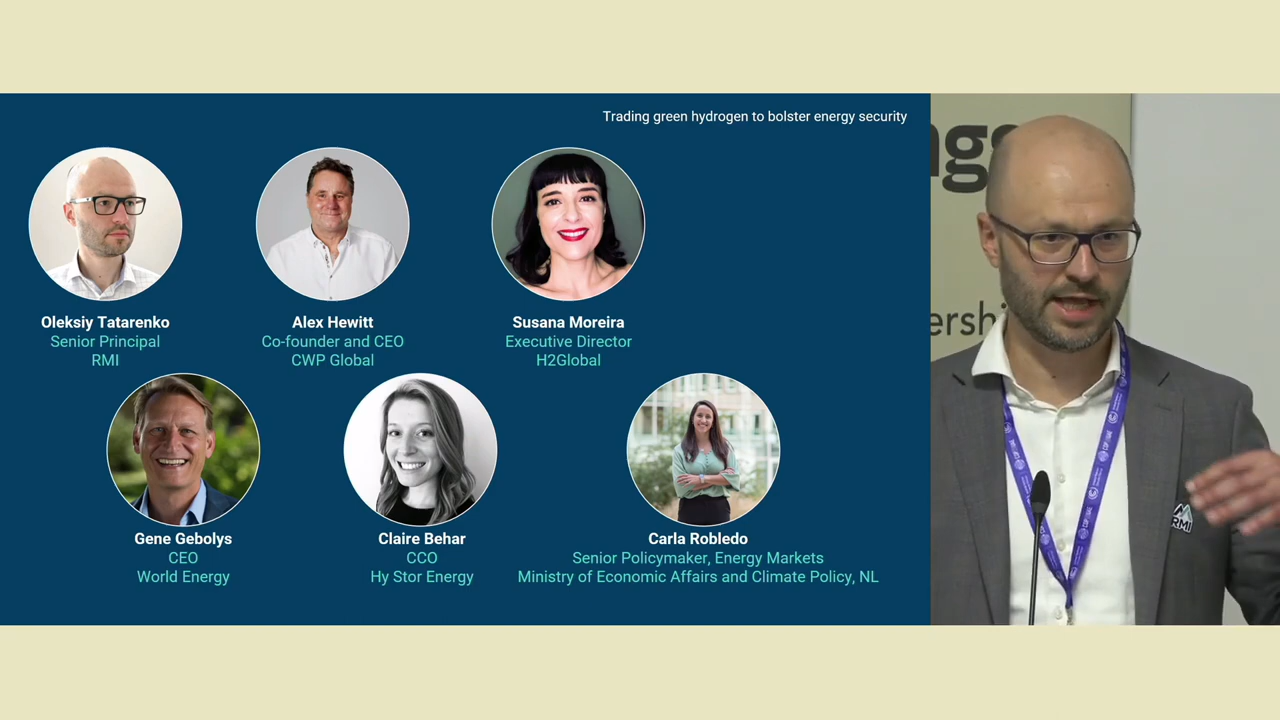 Trading green hydrogen to bolster energy security
Oleksiy Tatarenko
Senior Principal
RMI
Alex Hewitt
Co-founder and CEO
CWP Global
Susana Moreira
Executive Director
H2Global
Gene Gebolys
CEO
World Energy
Claire Behar
CCO
Hy Stor Energy
Carla Robledo
Senior Policymaker, Energy Markets
Ministry of Economic Affairs and Climate Policy, NL
RMI